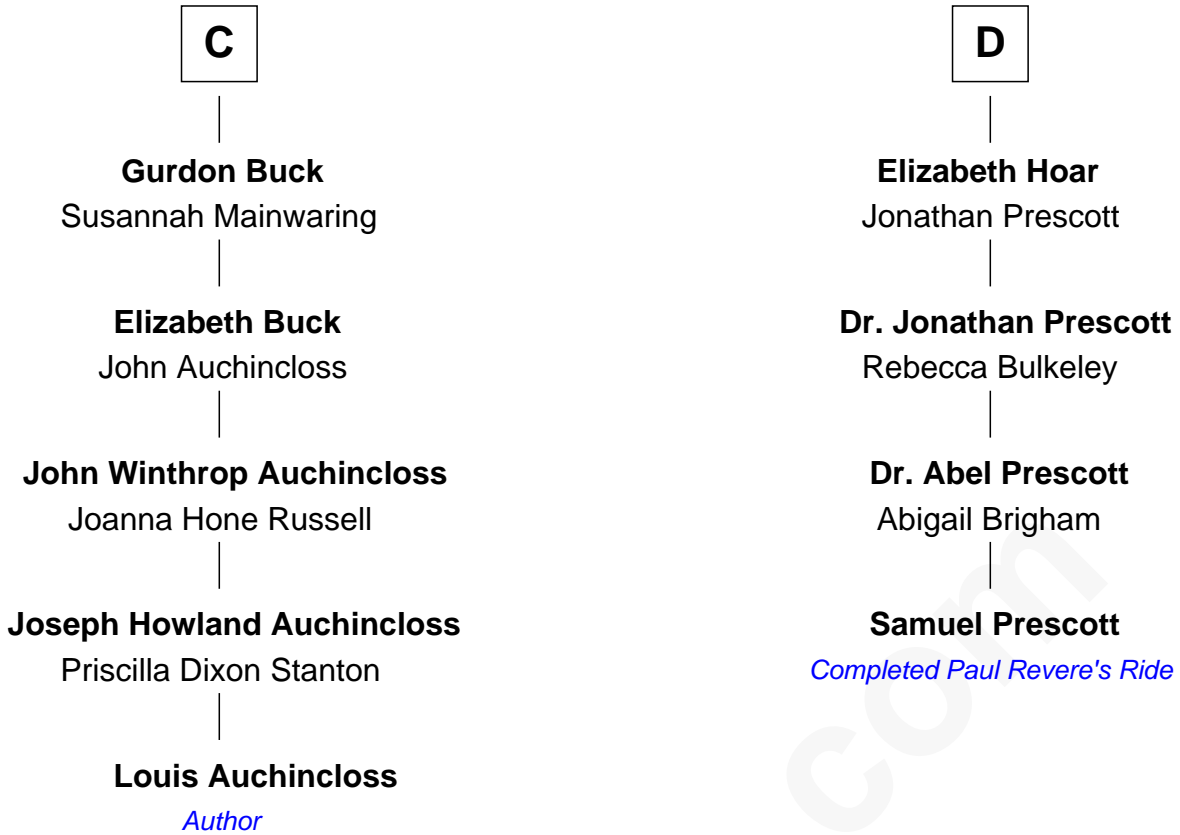 C
Gurdon Buck
Susannah Mainwaring
Elizabeth Buck
John Auchincloss
John Winthrop Auchincloss
Joanna Hone Russell
Joseph Howland Auchincloss
Priscilla Dixon Stanton
Louis Auchincloss
Author
D
Elizabeth Hoar
Jonathan Prescott
Dr. Jonathan Prescott
Rebecca Bulkeley
Dr. Abel Prescott
Abigail Brigham
Samuel Prescott
Completed Paul Revere's Ride
com